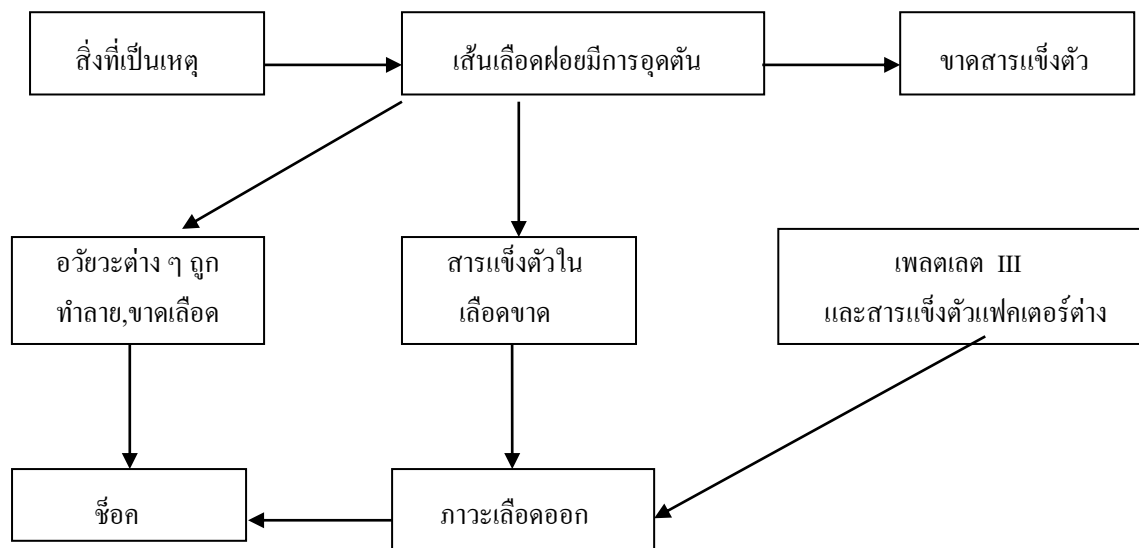 สิ่งที่เป็นเหตุ
เส้นเลือดฝอยมีการอุดตัน
ขาดสารแข็งตัว
อวัยวะต่าง ๆ ถูก
ทำลาย,ขาดเลือด
สารแข็งตัวใน
เลือดขาด
เพลตเลต III
และสารแข็งตัวแฟคเตอร์ต่าง
ช็อค
ภาวะเลือดออก